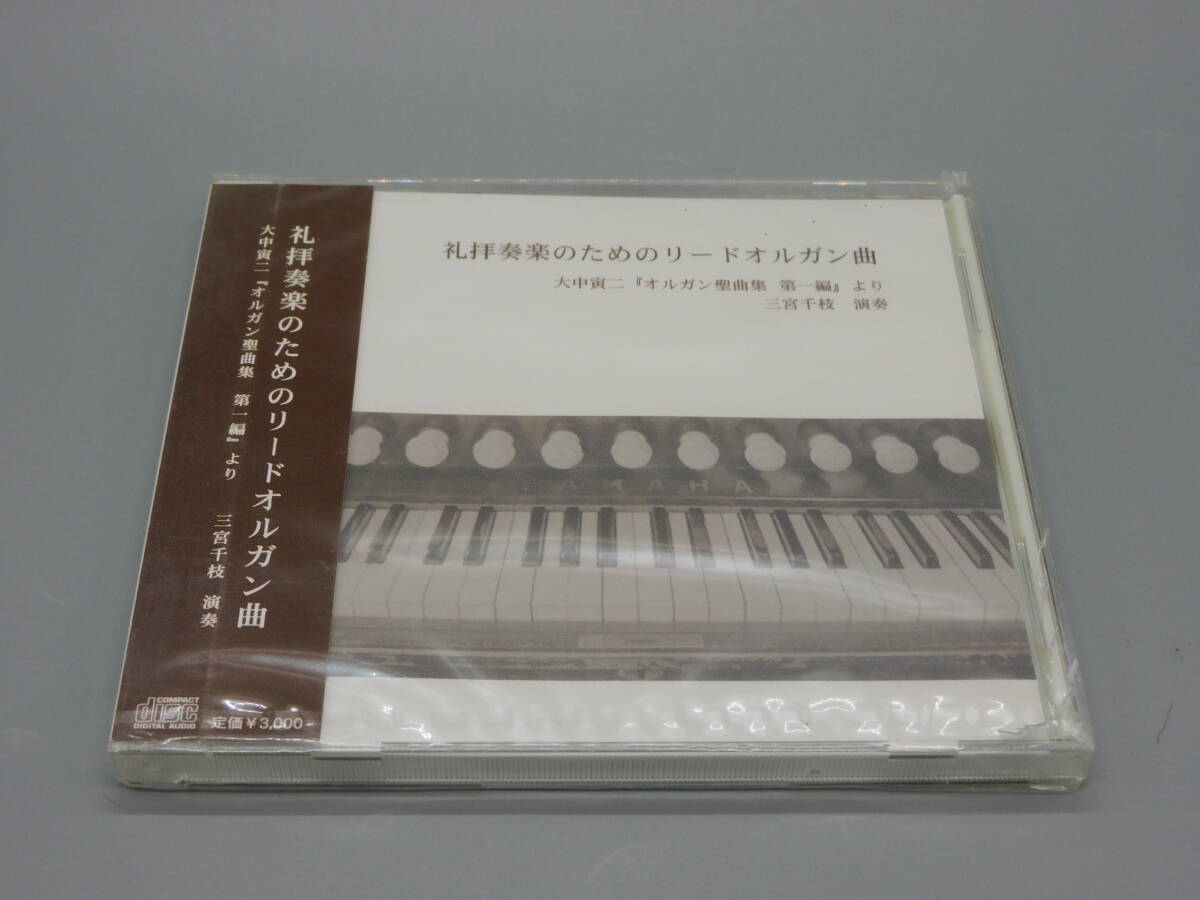 礼拝奏楽のためのリードオルガン曲
大中寅二『オルガン聖曲集 第一編』より 三宮千枝 演奏
COMPACT
disc
DIGITAL AUDIO
定価¥3,000-
礼拝奏楽のためのリードオルガン曲
大中寅二『オルガン聖曲集 第一編』より
三宮千枝 演奏
AMAHA